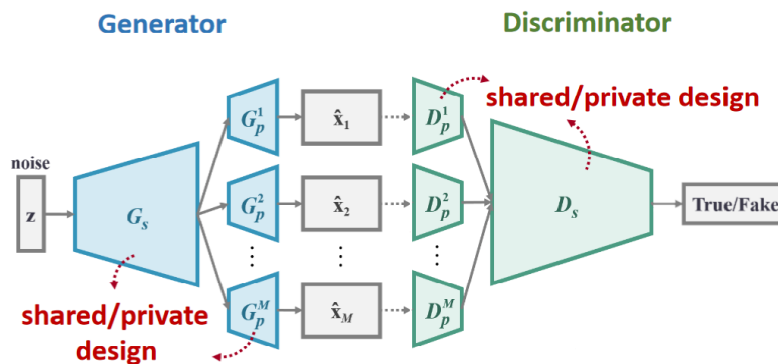 Generator
Discriminator
noise
z
G_s
G_p^1
x̂_1
D_p^1
shared/private design
G_p^2
x̂_2
D_p^2
D_s
True/Fake
⋮ ⋮ ⋮
G_p^M
x̂_M
D_p^M
shared/private
design